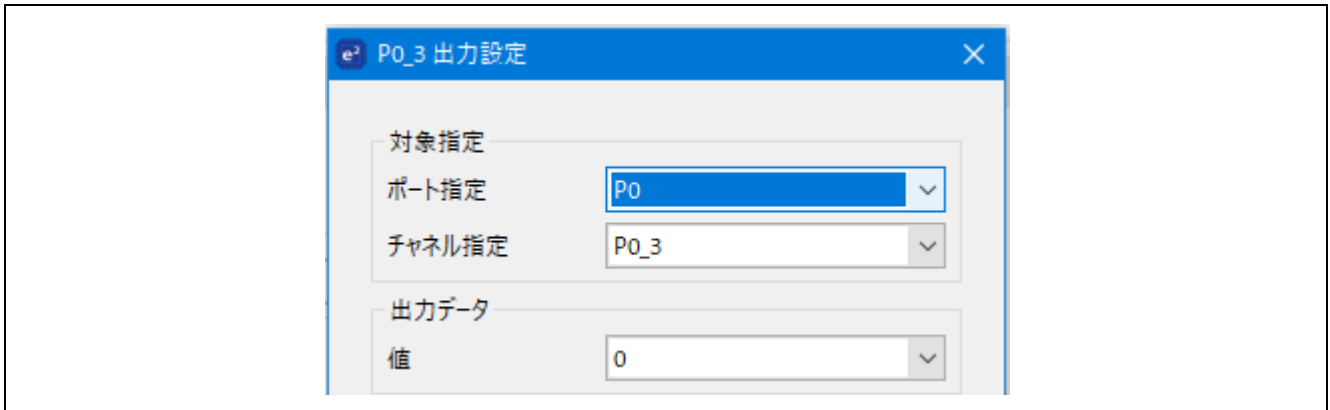 e² P0_3 出力設定
対象指定
ポート指定 P0
チャネル指定 P0_3
出力データ
値 0